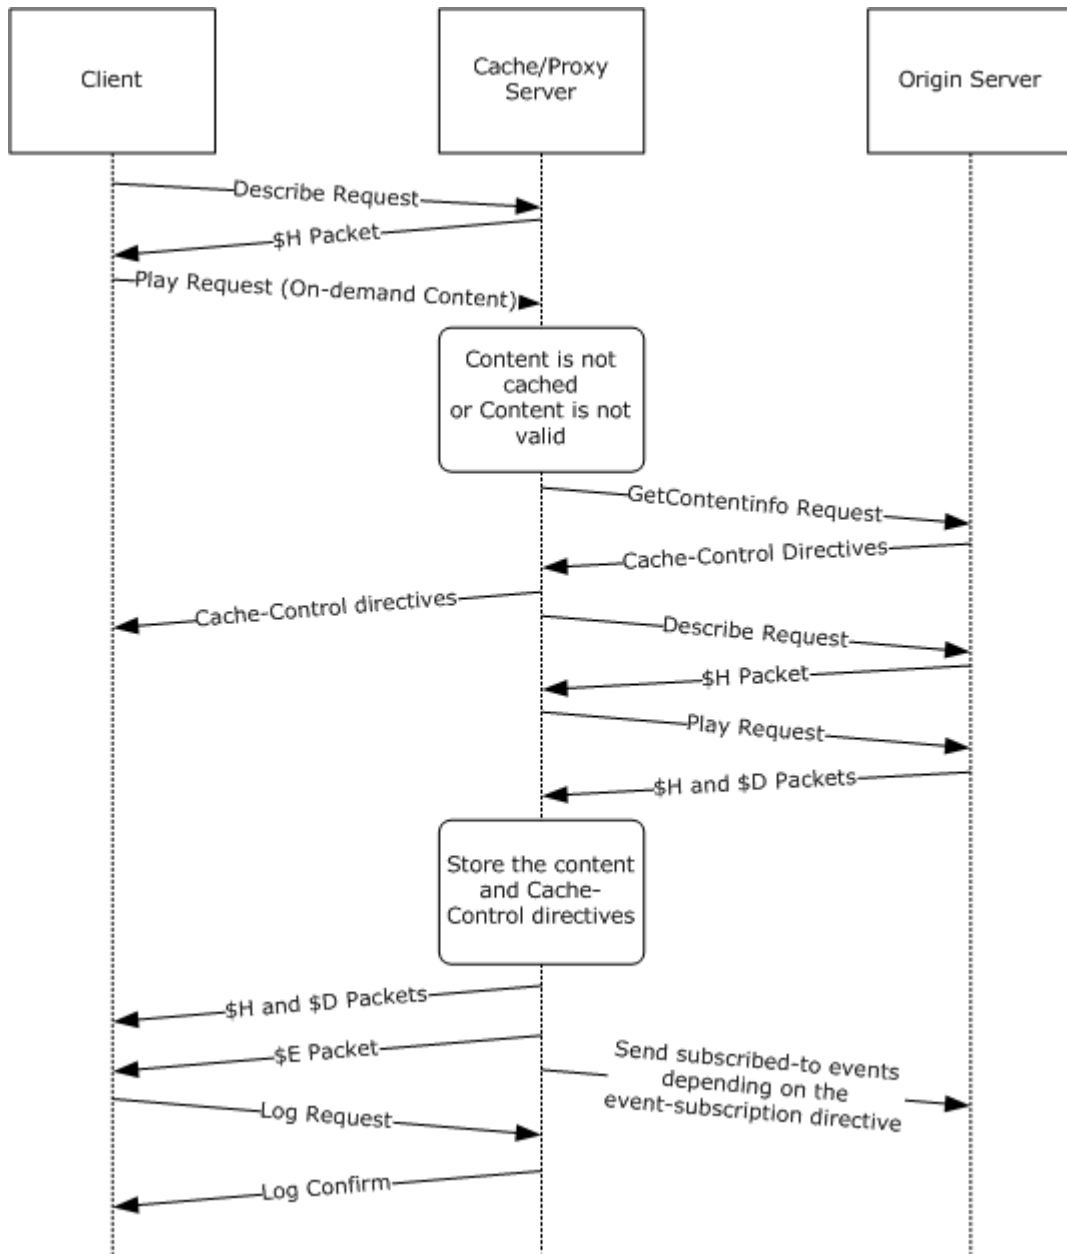 Client
Cache/Proxy
Server
Origin Server
Describe Request
$H Packet
Play Request (On-demand Content)
Content is not
cached
or Content is not
valid
GetContentinfo Request
Cache-Control Directives
Cache-Control directives
Describe Request
$H Packet
Play Request
$H and $D Packets
Store the content
and Cache-
Control directives
$H and $D Packets
$E Packet
Send subscribed-to events
depending on the
event-subscription directive
Log Request
Log Confirm